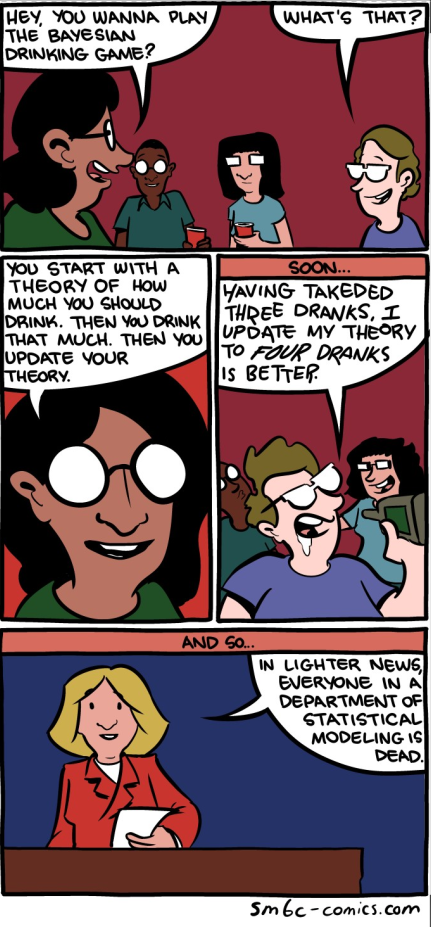 HEY, YOU WANNA PLAY
THE BAYESIAN
DRINKING GAME?
WHAT'S THAT?
YOU START WITH A
THEORY OF HOW
MUCH YOU SHOULD
DRINK. THEN YOU DRINK
THAT MUCH. THEN YOU
UPDATE YOUR
THEORY.
SOON...
HAVING TAKEDED
THREE DRANKS, I
UPDATE MY THEORY
TO FOUR DRANKS
IS BETTER.
AND SO...
IN LIGHTER NEWS,
EVERYONE IN A
DEPARTMENT OF
STATISTICAL
MODELING IS
DEAD.
smbc-comics.com